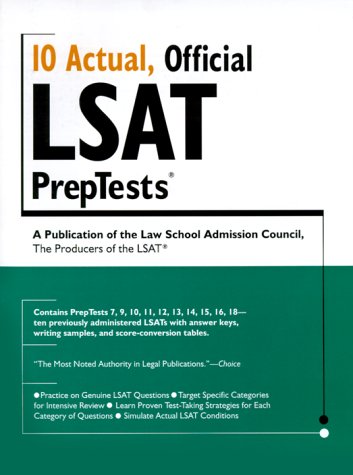 10 Actual, Official
LSAT
PrepTests®
A Publication of the Law School Admission Council,
The Producers of the LSAT®
Contains PrepTests 7, 9, 10, 11, 12, 13, 14, 15, 16, 18—
ten previously administered LSATs with answer keys,
writing samples, and score-conversion tables.
“The Most Noted Authority in Legal Publications.”—Choice
●Practice on Genuine LSAT Questions ● Target Specific Categories
for Intensive Review ● Learn Proven Test-Taking Strategies for Each
Category of Questions ● Simulate Actual LSAT Conditions